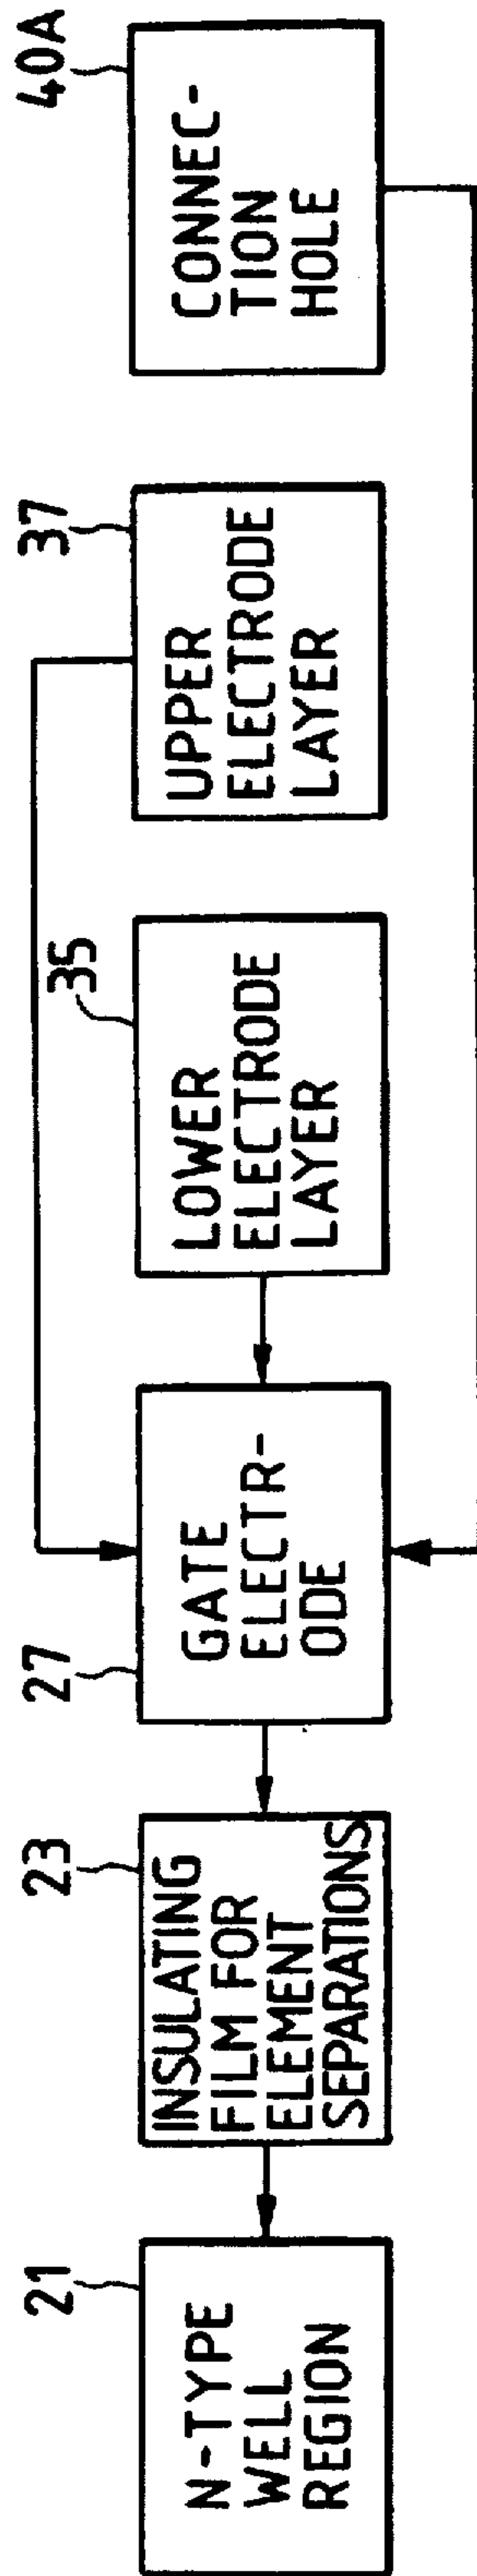 21
N-TYPE
WELL
REGION
23
INSULATING
FILM FOR
ELEMENT
SEPARATIONS
27
GATE
ELECTR-
ODE
35
LOWER
ELECTRODE
LAYER
37
UPPER
ELECTRODE
LAYER
40A
CONNEC-
TION
HOLE